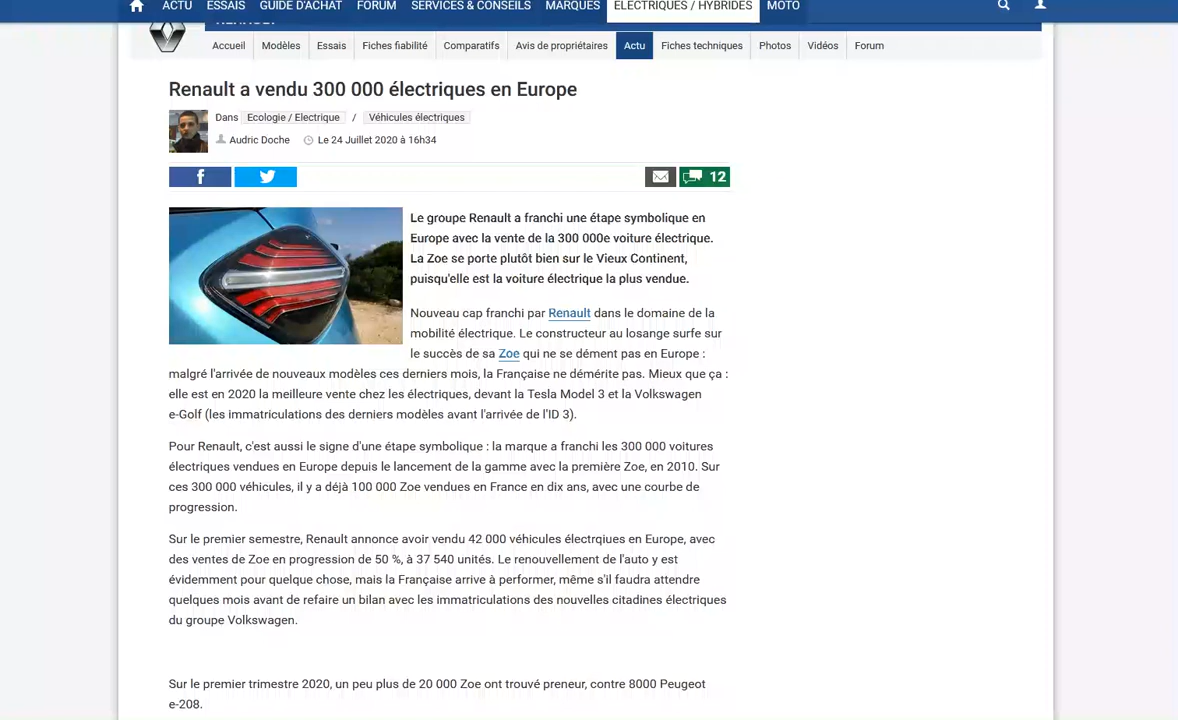 ACTU ESSAIS GUIDE D'ACHAT FORUM SERVICES & CONSEILS MARQUES ELECTRIQUES / HYBRIDES MOTO
RENAULT
Accueil Modèles Essais Fiches fiabilité Comparatifs Avis de propriétaires Actu Fiches techniques Photos Vidéos Forum
Renault a vendu 300 000 électriques en Europe
Dans Ecologie / Electrique / Véhicules électriques
Audric Doche Le 24 Juillet 2020 à 16h34
f 12
Le groupe Renault a franchi une étape symbolique en
Europe avec la vente de la 300 000e voiture électrique.
La Zoe se porte plutôt bien sur le Vieux Continent,
puisqu'elle est la voiture électrique la plus vendue.
Nouveau cap franchi par Renault dans le domaine de la
mobilité électrique. Le constructeur au losange surfe sur
le succès de sa Zoe qui ne se dément pas en Europe :
malgré l'arrivée de nouveaux modèles ces derniers mois, la Française ne démérite pas. Mieux que ça :
elle est en 2020 la meilleure vente chez les électriques, devant la Tesla Model 3 et la Volkswagen
e-Golf (les immatriculations des derniers modèles avant l'arrivée de l'ID 3).
Pour Renault, c'est aussi le signe d'une étape symbolique : la marque a franchi les 300 000 voitures
électriques vendues en Europe depuis le lancement de la gamme avec la première Zoe, en 2010. Sur
ces 300 000 véhicules, il y a déjà 100 000 Zoe vendues en France en dix ans, avec une courbe de
progression.
Sur le premier semestre, Renault annonce avoir vendu 42 000 véhicules électrqiues en Europe, avec
des ventes de Zoe en progression de 50 %, à 37 540 unités. Le renouvellement de l'auto y est
évidemment pour quelque chose, mais la Française arrive à performer, même s'il faudra attendre
quelques mois avant de refaire un bilan avec les immatriculations des nouvelles citadines électriques
du groupe Volkswagen.
Sur le premier trimestre 2020, un peu plus de 20 000 Zoe ont trouvé preneur, contre 8000 Peugeot
e-208.